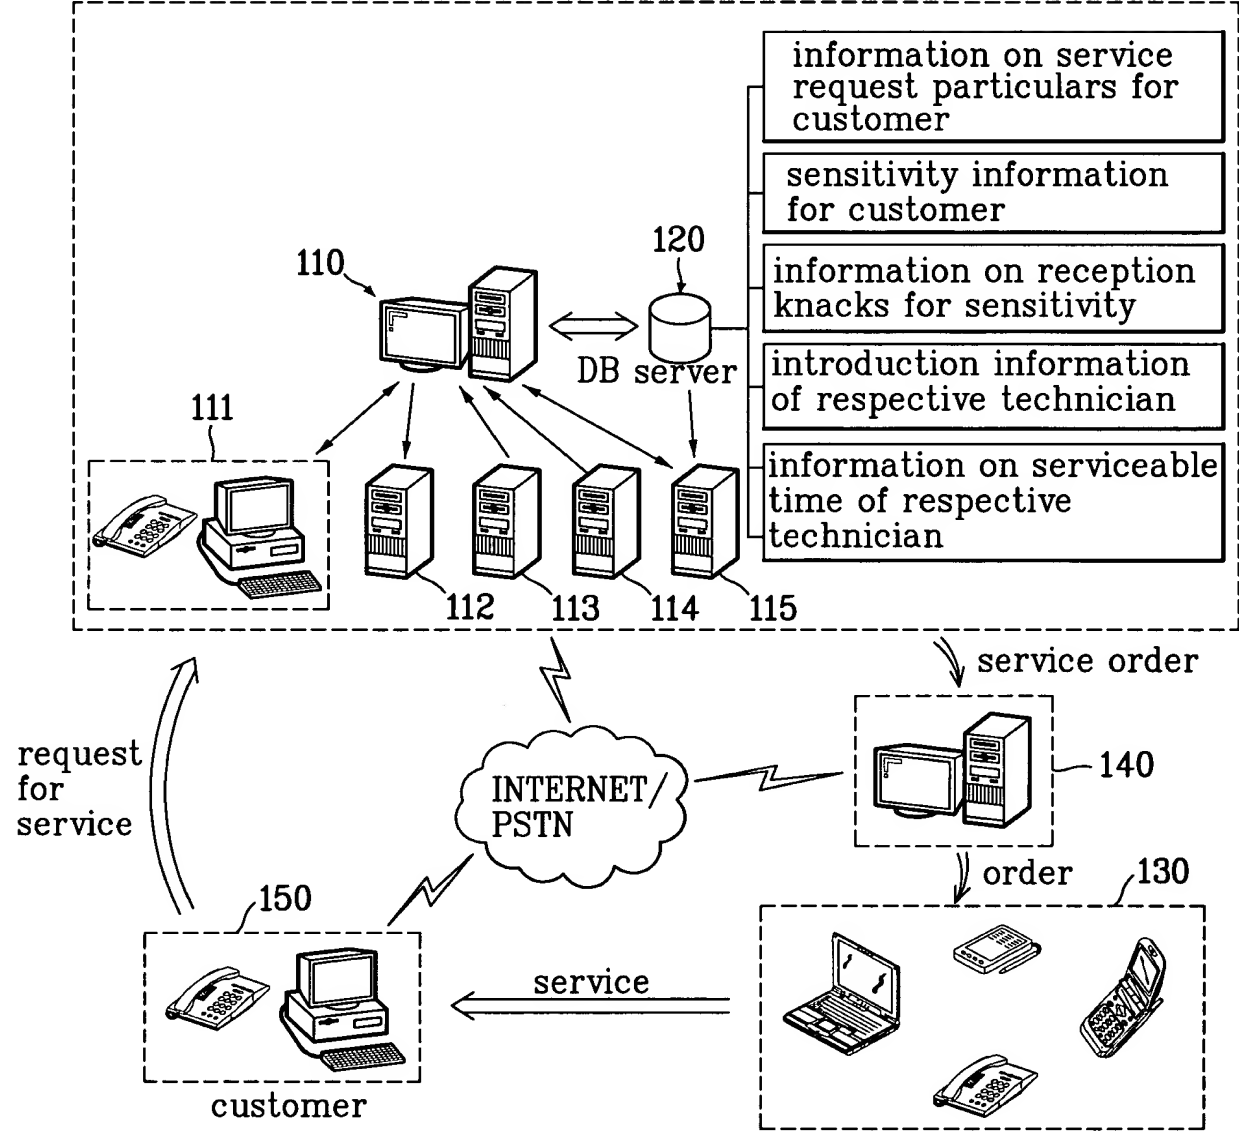 information on service
request particulars for
customer
sensitivity information
for customer
120
110
information on reception
knacks for sensitivity
DB server
introduction information
of respective technician
111
information on serviceable
time of respective
technician
112
113
114
115
service order
request
for
service
INTERNET/
PSTN
140
order
130
150
service
customer